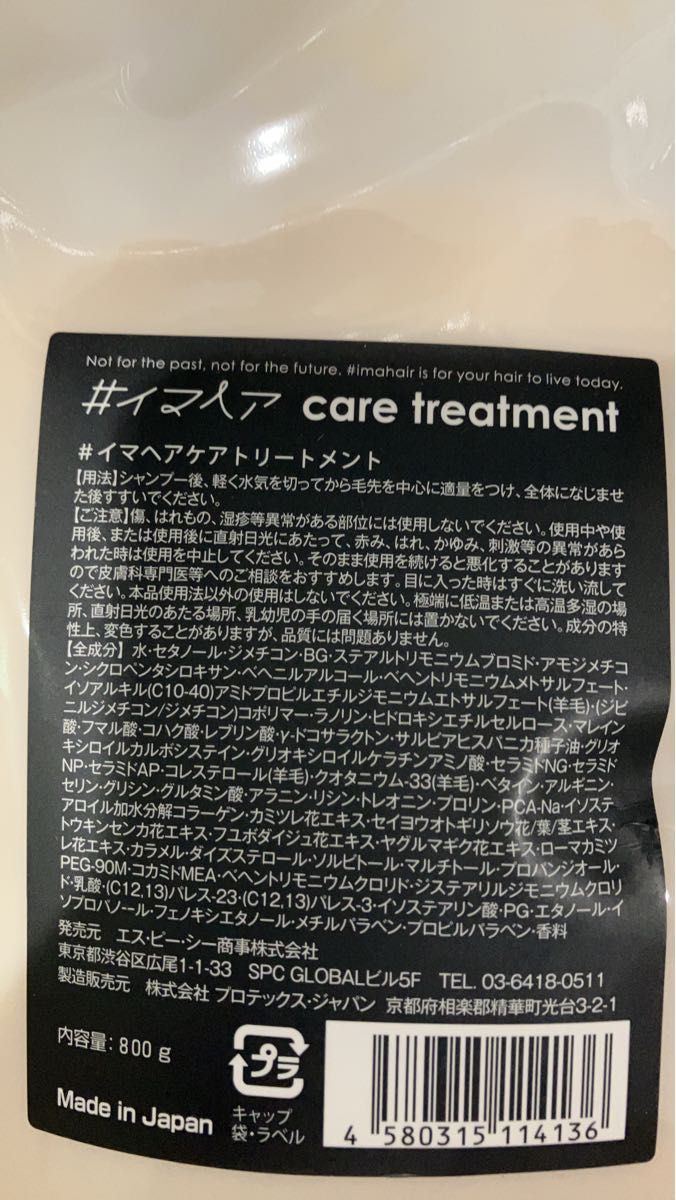 Not for the past, not for the future. #imahair is for your hair to live today.
#イマヘア care treatment
#イマヘアケアトリートメント
【用法】シャンプー後、軽く水気を切ってから毛先を中心に適量をつけ、全体になじませ
た後すすいでください。
【ご注意】傷、はれもの、湿疹等異常がある部位には使用しないでください。使用中や使
用後、または使用後に直射日光にあたって、赤み、はれ、かゆみ、刺激等の異常があら
われた時は使用を中止してください。そのまま使用を続けると悪化することがあります
ので皮膚科専門医等へのご相談をおすすめします。目に入った時はすぐに洗い流して
ください。本品使用法以外の使用はしないでください。極端に低温または高温多湿の場
所、直射日光のあたる場所、乳幼児の手の届く場所には置かないでください。成分の特
性上、変色することがありますが、品質には問題ありません。
【全成分】水・セタノール・ジメチコン・BG・ステアルトリモニウムブロミド・アモジメチコ
ン・シクロペンタシロキサン・ベヘニルアルコール・ベヘントリモニウムメトサルフェート・
イソアルキル(C10-40)アミドプロピルエチルジモニウムエトサルフェート(羊毛)・(ジビ
ニルジメチコン/ジメチコン)コポリマー・ラノリン・ヒドロキシエチルセルロース・マレイン
酸・フマル酸・コハク酸・レブリン酸・γ-ドコサラクトン・サルビアヒスパニカ種子油・グリオ
キシロイルカルボシステイン・グリオキシロイルケラチンアミノ酸・セラミドNG・セラミド
NP・セラミドAP・コレステロール(羊毛)・クオタニウム-33(羊毛)・ベタイン・アルギニン・
セリン・グリシン・グルタミン酸・アラニン・リシン・トレオニン・プロリン・PCA-Na・イソステ
アロイル加水分解コラーゲン・カミツレ花エキス・セイヨウオトギリソウ花/葉/茎エキス・
トウキンセンカ花エキス・フユボダイジュ花エキス・ヤグルマギク花エキス・ローマカミツ
レ花エキス・カラメル・ダイズステロール・ソルビトール・マルチトール・プロパンジオール・
PEG-90M・コカミドMEA・ベヘントリモニウムクロリド・ジステアリルジモニウムクロリ
ド・乳酸・(C12,13)パレス-23・(C12,13)パレス-3・イソステアリン酸・PG・エタノール・イ
ソプロパノール・フェノキシエタノール・メチルパラベン・プロピルパラベン・香料
発売元 エス・ピー・シー商事株式会社
東京都渋谷区広尾1-1-33 SPC GLOBALビル5F TEL. 03-6418-0511
製造販売元 株式会社 プロテックス・ジャパン 京都府相楽郡精華町光台3-2-1
内容量：800g
プラ
キャップ
袋・ラベル
Made in Japan
4 580315 114136